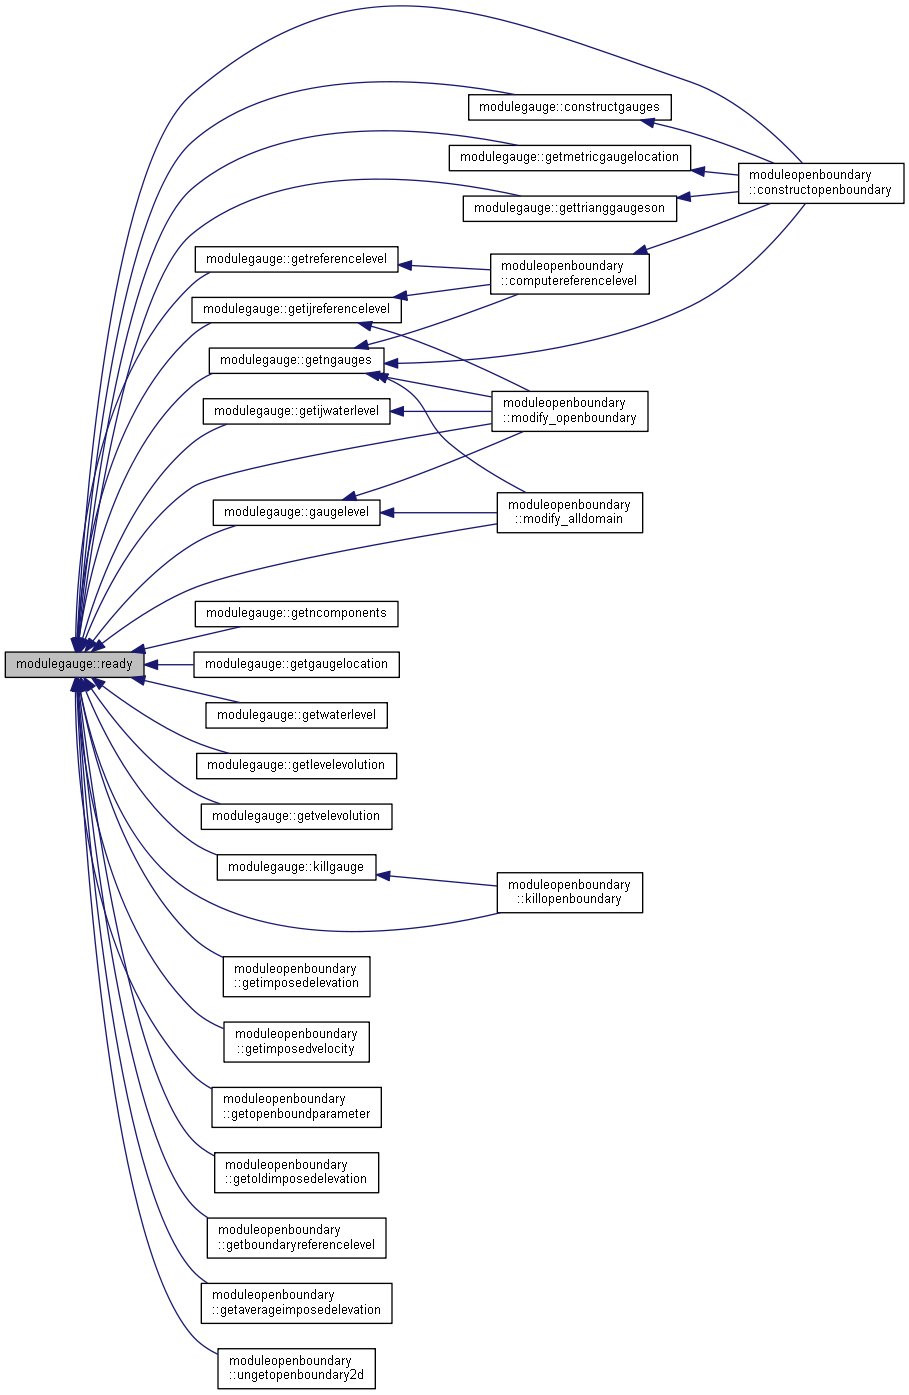 modulegauge::constructgauges
modulegauge::getmetricgaugelocation
moduleopenboundary
::constructopenboundary
modulegauge::gettrianggaugeson
modulegauge::getreferencelevel
moduleopenboundary
::computereferencelevel
modulegauge::getijreferencelevel
modulegauge::getngauges
modulegauge::getijwaterlevel
moduleopenboundary
::modify_openboundary
modulegauge::gaugelevel
moduleopenboundary
::modify_alldomain
modulegauge::getncomponents
modulegauge::ready
modulegauge::getgaugelocation
modulegauge::getwaterlevel
modulegauge::getlevelevolution
modulegauge::getvelevolution
modulegauge::killgauge
moduleopenboundary
::killopenboundary
moduleopenboundary
::getimposedelevation
moduleopenboundary
::getimposedvelocity
moduleopenboundary
::getopenboundparameter
moduleopenboundary
::getoldimposedelevation
moduleopenboundary
::getboundaryreferencelevel
moduleopenboundary
::getaverageimposedelevation
moduleopenboundary
::ungetopenboundary2d